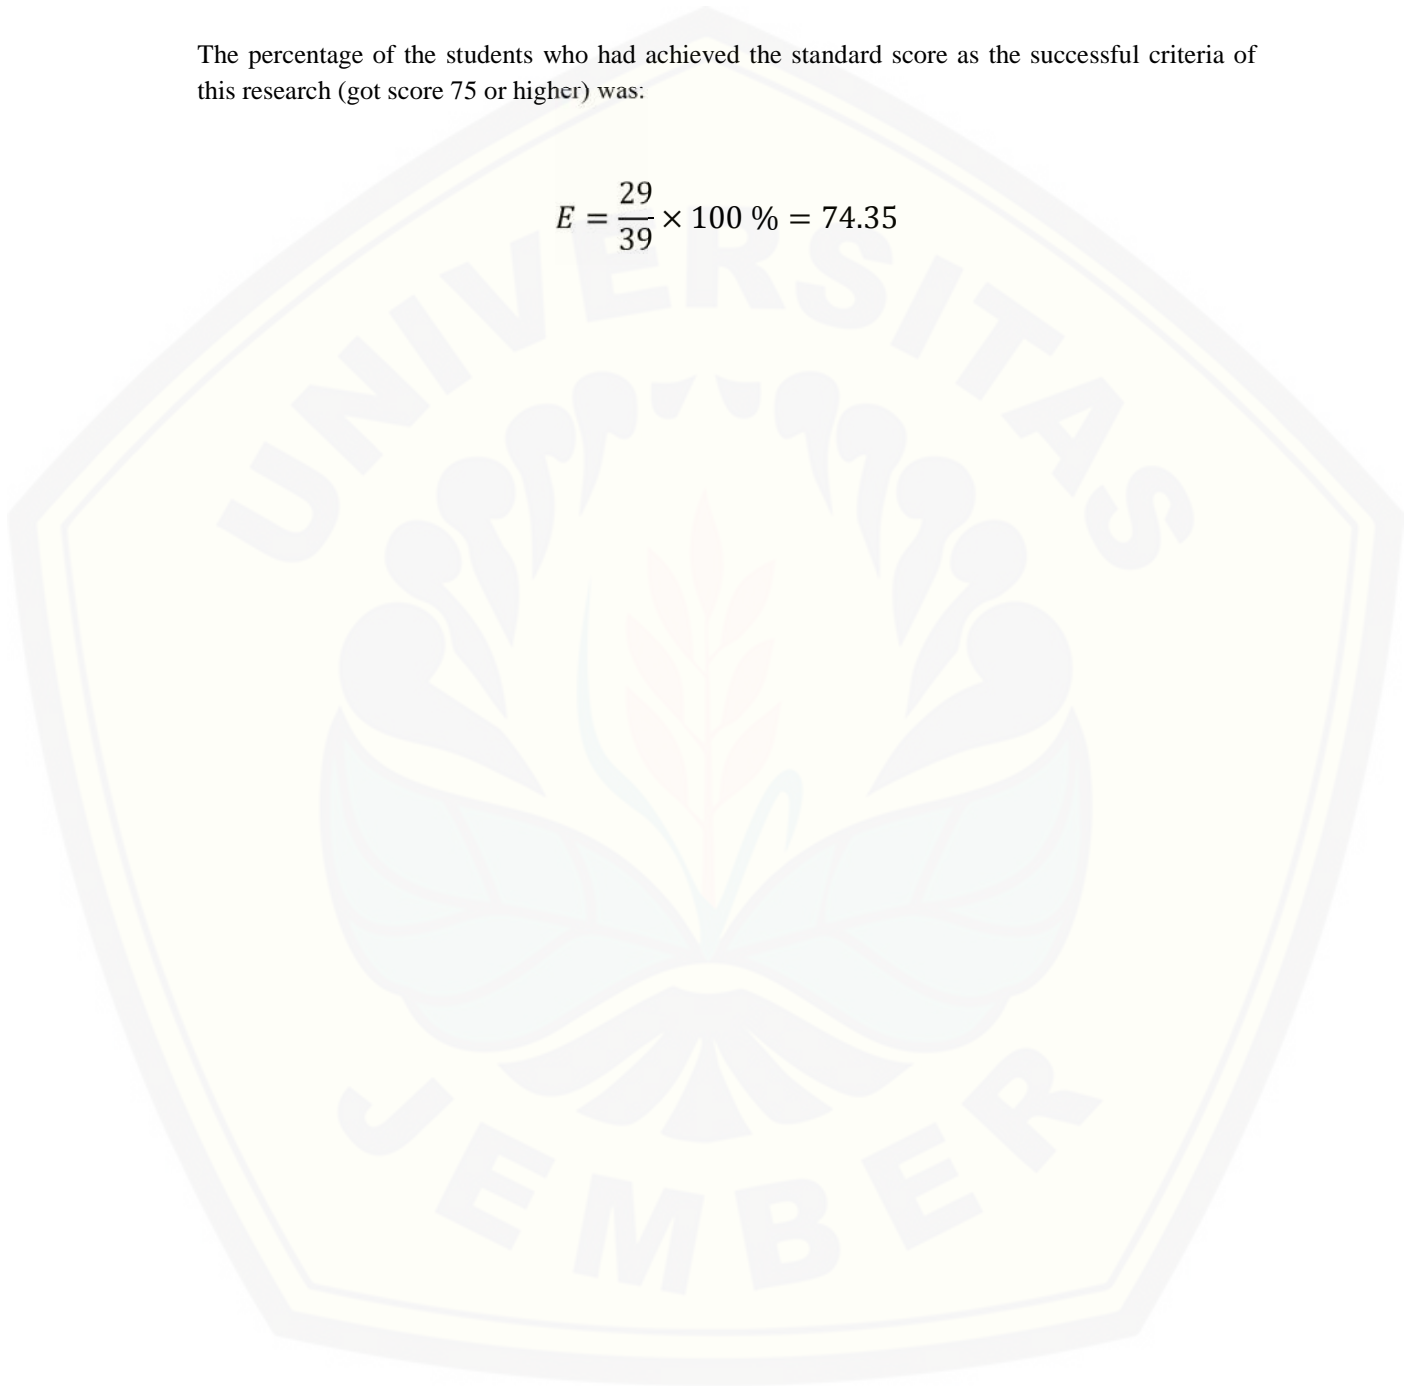 The percentage of the students who had achieved the standard score as the successful criteria of
this research (got score 75 or higher) was:
E = 29/39 × 100 % = 74.35
UNIVERSITAS
JEMBER